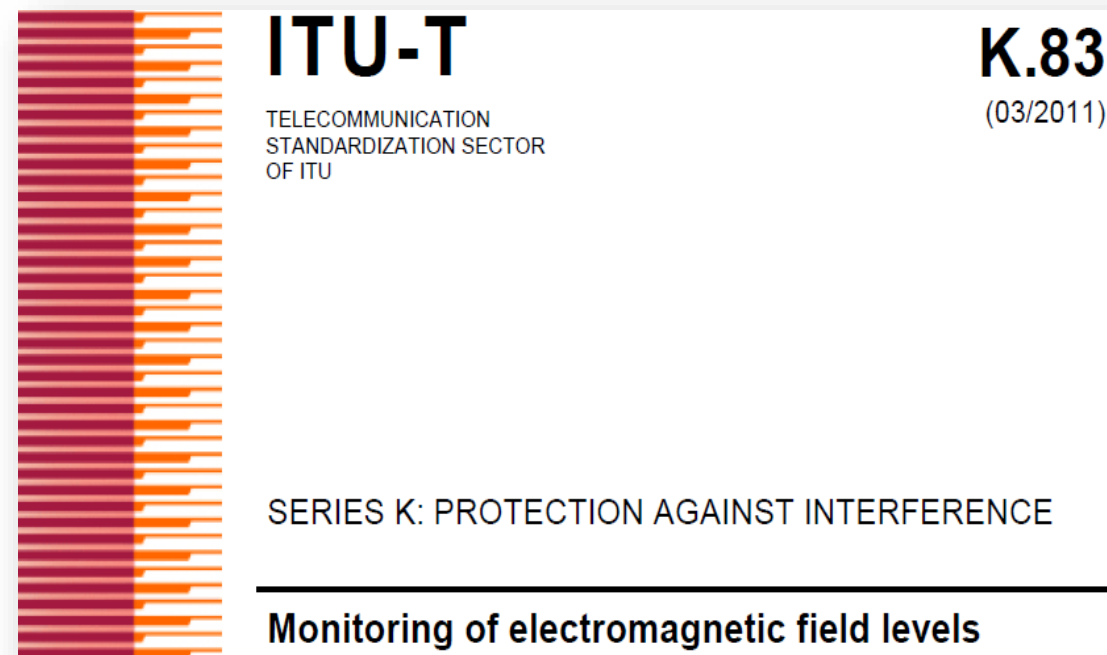 ITU-T
K.83
TELECOMMUNICATION
(03/2011)
STANDARDIZATION SECTOR
OF ITU
SERIES K: PROTECTION AGAINST INTERFERENCE
Monitoring of electromagnetic field levels